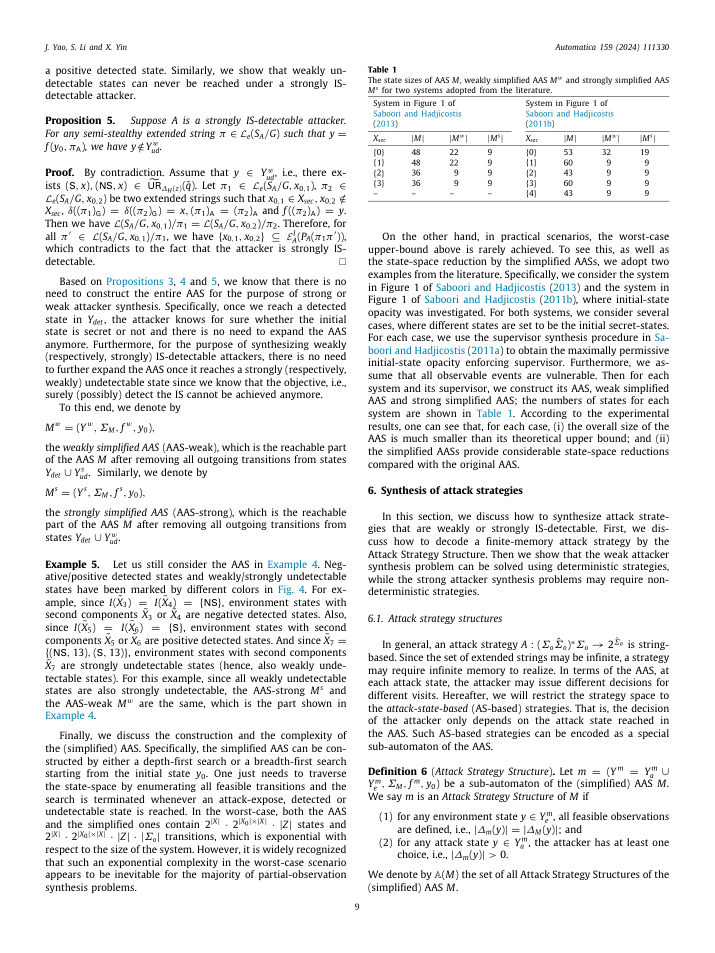 J. Yao, S. Li and X. Yin
Automatica 159 (2024) 111330
a positive detected state. Similarly, we show that weakly un-
detectable states can never be reached under a strongly IS-
detectable attacker.
Proposition 5. Suppose A is a strongly IS-detectable attacker.
For any semi-stealthy extended string π ∈ ℒe(SA/G) such that y =
f(y0, πA), we have y∉Y^w_ud.
Proof. By contradiction. Assume that y ∈ Y^w_ud, i.e., there ex-
ists (S, x), (NS, x) ∈ ŨR_ΔH(z)(q̃). Let π1 ∈ ℒe(SA/G, x0,1), π2 ∈
ℒe(SA/G, x0,2) be two extended strings such that x0,1 ∈ Xsec, x0,2 ∉
Xsec, δ((π1)G) = δ((π2)G) = x, (π1)A = (π2)A and f((π2)A) = y.
Then we have ℒ(SA/G, x0,1)/π1 = ℒ(SA/G, x0,2)/π2. Therefore, for
all π′ ∈ ℒ(SA/G, x0,1)/π1, we have {x0,1, x0,2} ⊆ ℰ^I_A(PA(π1π′)),
which contradicts to the fact that the attacker is strongly IS-
detectable. □
Based on Propositions 3, 4 and 5, we know that there is no
need to construct the entire AAS for the purpose of strong or
weak attacker synthesis. Specifically, once we reach a detected
state in Ydet, the attacker knows for sure whether the initial
state is secret or not and there is no need to expand the AAS
anymore. Furthermore, for the purpose of synthesizing weakly
(respectively, strongly) IS-detectable attackers, there is no need
to further expand the AAS once it reaches a strongly (respectively,
weakly) undetectable state since we know that the objective, i.e.,
surely (possibly) detect the IS cannot be achieved anymore.
To this end, we denote by
M^w = (Y^w, ΣM, f^w, y0),
the weakly simplified AAS (AAS-weak), which is the reachable part
of the AAS M after removing all outgoing transitions from states
Ydet ∪ Y^s_ud. Similarly, we denote by
M^s = (Y^s, ΣM, f^s, y0),
the strongly simplified AAS (AAS-strong), which is the reachable
part of the AAS M after removing all outgoing transitions from
states Ydet ∪ Y^w_ud.
Example 5. Let us still consider the AAS in Example 4. Neg-
ative/positive detected states and weakly/strongly undetectable
states have been marked by different colors in Fig. 4. For ex-
ample, since I(X̃3) = I(X̃4) = {NS}, environment states with
second components X̃3 or X̃4 are negative detected states. Also,
since I(X̃5) = I(X̃6) = {S}, environment states with second
components X̃5 or X̃6 are positive detected states. And since X̃7 =
{(NS, 13), (S, 13)}, environment states with second components
X̃7 are strongly undetectable states (hence, also weakly unde-
tectable states). For this example, since all weakly undetectable
states are also strongly undetectable, the AAS-strong M^s and
the AAS-weak M^w are the same, which is the part shown in
Example 4.
Finally, we discuss the construction and the complexity of
the (simplified) AAS. Specifically, the simplified AAS can be con-
structed by either a depth-first search or a breadth-first search
starting from the initial state y0. One just needs to traverse
the state-space by enumerating all feasible transitions and the
search is terminated whenever an attack-expose, detected or
undetectable state is reached. In the worst-case, both the AAS
and the simplified ones contain 2^|X| · 2^|X0|×|X| · |Z| states and
2^|X| · 2^|X0|×|X| · |Z| · |Σo| transitions, which is exponential with
respect to the size of the system. However, it is widely recognized
that such an exponential complexity in the worst-case scenario
appears to be inevitable for the majority of partial-observation
synthesis problems.
Table 1
The state sizes of AAS M, weakly simplified AAS M^w and strongly simplified AAS
M^s for two systems adopted from the literature.
System in Figure 1 of Saboori and Hadjicostis (2013)
System in Figure 1 of Saboori and Hadjicostis (2011b)
Xsec |M| |M^w| |M^s| Xsec |M| |M^w| |M^s|
{0} 48 22 9 {0} 53 32 19
{1} 48 22 9 {1} 60 9 9
{2} 36 9 9 {2} 43 9 9
{3} 36 9 9 {3} 60 9 9
– – – – {4} 43 9 9
On the other hand, in practical scenarios, the worst-case
upper-bound above is rarely achieved. To see this, as well as
the state-space reduction by the simplified AASs, we adopt two
examples from the literature. Specifically, we consider the system
in Figure 1 of Saboori and Hadjicostis (2013) and the system in
Figure 1 of Saboori and Hadjicostis (2011b), where initial-state
opacity was investigated. For both systems, we consider several
cases, where different states are set to be the initial secret-states.
For each case, we use the supervisor synthesis procedure in Sa-
boori and Hadjicostis (2011a) to obtain the maximally permissive
initial-state opacity enforcing supervisor. Furthermore, we as-
sume that all observable events are vulnerable. Then for each
system and its supervisor, we construct its AAS, weak simplified
AAS and strong simplified AAS; the numbers of states for each
system are shown in Table 1. According to the experimental
results, one can see that, for each case, (i) the overall size of the
AAS is much smaller than its theoretical upper bound; and (ii)
the simplified AASs provide considerable state-space reductions
compared with the original AAS.
6. Synthesis of attack strategies
In this section, we discuss how to synthesize attack strate-
gies that are weakly or strongly IS-detectable. First, we dis-
cuss how to decode a finite-memory attack strategy by the
Attack Strategy Structure. Then we show that the weak attacker
synthesis problem can be solved using deterministic strategies,
while the strong attacker synthesis problems may require non-
deterministic strategies.
6.1. Attack strategy structures
In general, an attack strategy A : (ΣoΣ̂o)*Σo → 2^Σ̂o is string-
based. Since the set of extended strings may be infinite, a strategy
may require infinite memory to realize. In terms of the AAS, at
each attack state, the attacker may issue different decisions for
different visits. Hereafter, we will restrict the strategy space to
the attack-state-based (AS-based) strategies. That is, the decision
of the attacker only depends on the attack state reached in
the AAS. Such AS-based strategies can be encoded as a special
sub-automaton of the AAS.
Definition 6 (Attack Strategy Structure). Let m = (Y^m = Y^m_a ∪
Y^m_e, ΣM, f^m, y0) be a sub-automaton of the (simplified) AAS M.
We say m is an Attack Strategy Structure of M if
(1) for any environment state y ∈ Y^m_e, all feasible observations
are defined, i.e., |Δm(y)| = |ΔM(y)|; and
(2) for any attack state y ∈ Y^m_a, the attacker has at least one
choice, i.e., |Δm(y)| > 0.
We denote by 𝔸(M) the set of all Attack Strategy Structures of the
(simplified) AAS M.
9